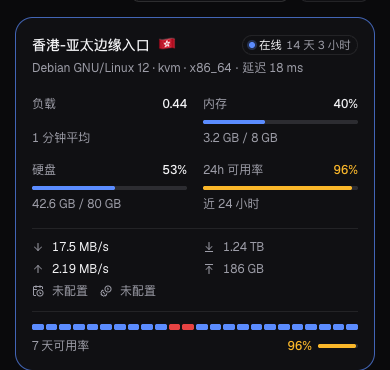 香港-亚太边缘入口 🇭🇰 在线 14 天 3 小时
Debian GNU/Linux 12 · kvm · x86_64 · 延迟 18 ms
负载 0.44 内存 40%
1 分钟平均 3.2 GB / 8 GB
硬盘 53% 24h 可用率 96%
42.6 GB / 80 GB 近 24 小时
↓ 17.5 MB/s 1.24 TB
↑ 2.19 MB/s 186 GB
未配置 未配置
7 天可用率 96%